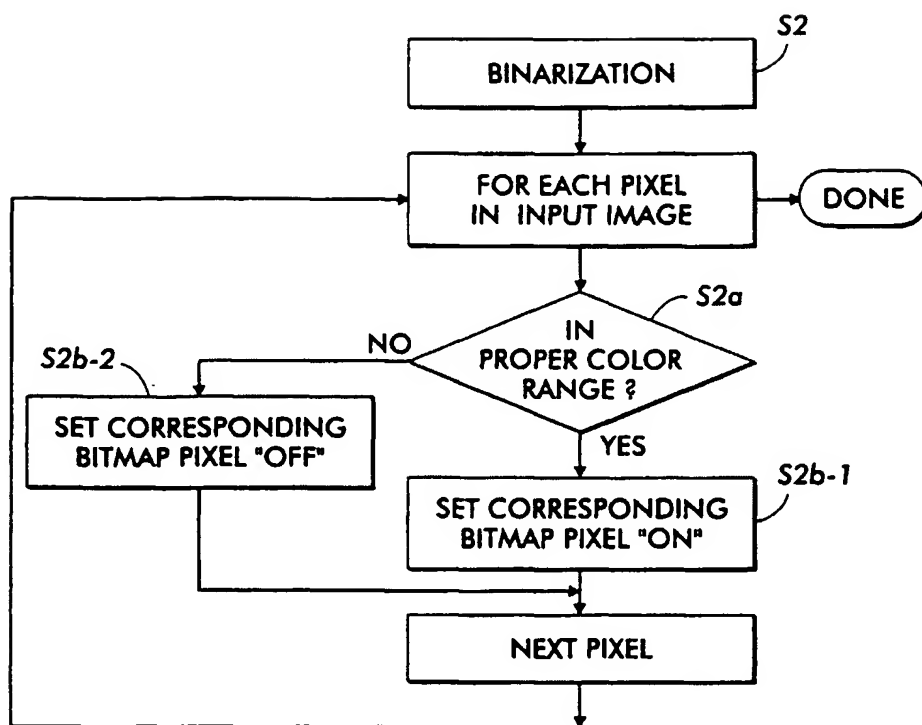 S2
BINARIZATION
FOR EACH PIXEL
IN INPUT IMAGE
DONE
S2a
IN
PROPER COLOR
RANGE ?
NO
S2b-2
SET CORRESPONDING
BITMAP PIXEL "OFF"
YES
S2b-1
SET CORRESPONDING
BITMAP PIXEL "ON"
NEXT PIXEL